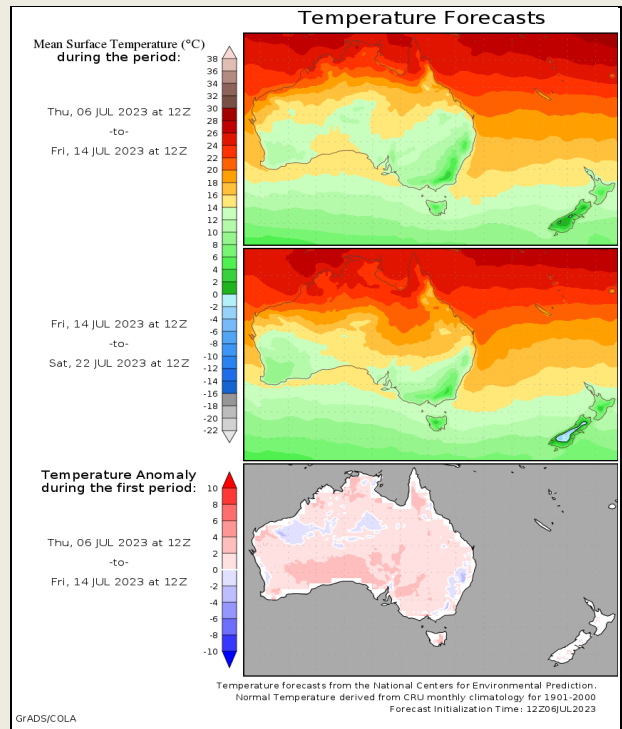 Temperature Forecasts
Mean Surface Temperature (°C)
during the period:
Thu, 06 JUL 2023 at 12Z
-to-
Fri, 14 JUL 2023 at 12Z
Fri, 14 JUL 2023 at 12Z
-to-
Sat, 22 JUL 2023 at 12Z
38
36
34
32
30
28
26
24
22
20
18
16
14
12
10
8
6
4
2
0
-2
-4
-6
-8
-10
-12
-14
-16
-18
-20
-22
Temperature Anomaly
during the first period:
Thu, 06 JUL 2023 at 12Z
-to-
Fri, 14 JUL 2023 at 12Z
10
8
6
4
2
0
-2
-4
-6
-8
-10
Temperature forecasts from the National Centers for Environmental Prediction.
Normal Temperature derived from CRU monthly climatology for 1901-2000
Forecast Initialization Time: 12Z06JUL2023
GrADS/COLA